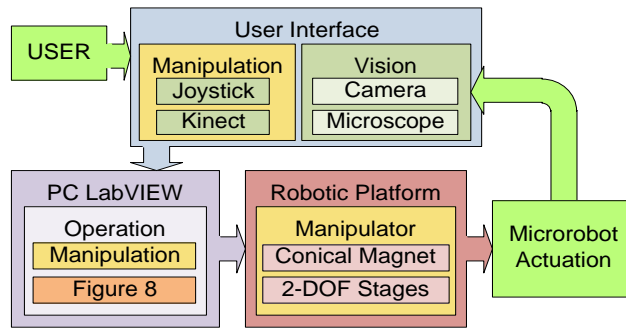 User Interface
USER
Manipulation
Joystick
Kinect
Vision
Camera
Microscope
PC LabVIEW
Operation
Manipulation
Figure 8
Robotic Platform
Manipulator
Conical Magnet
2-DOF Stages
Microrobot
Actuation